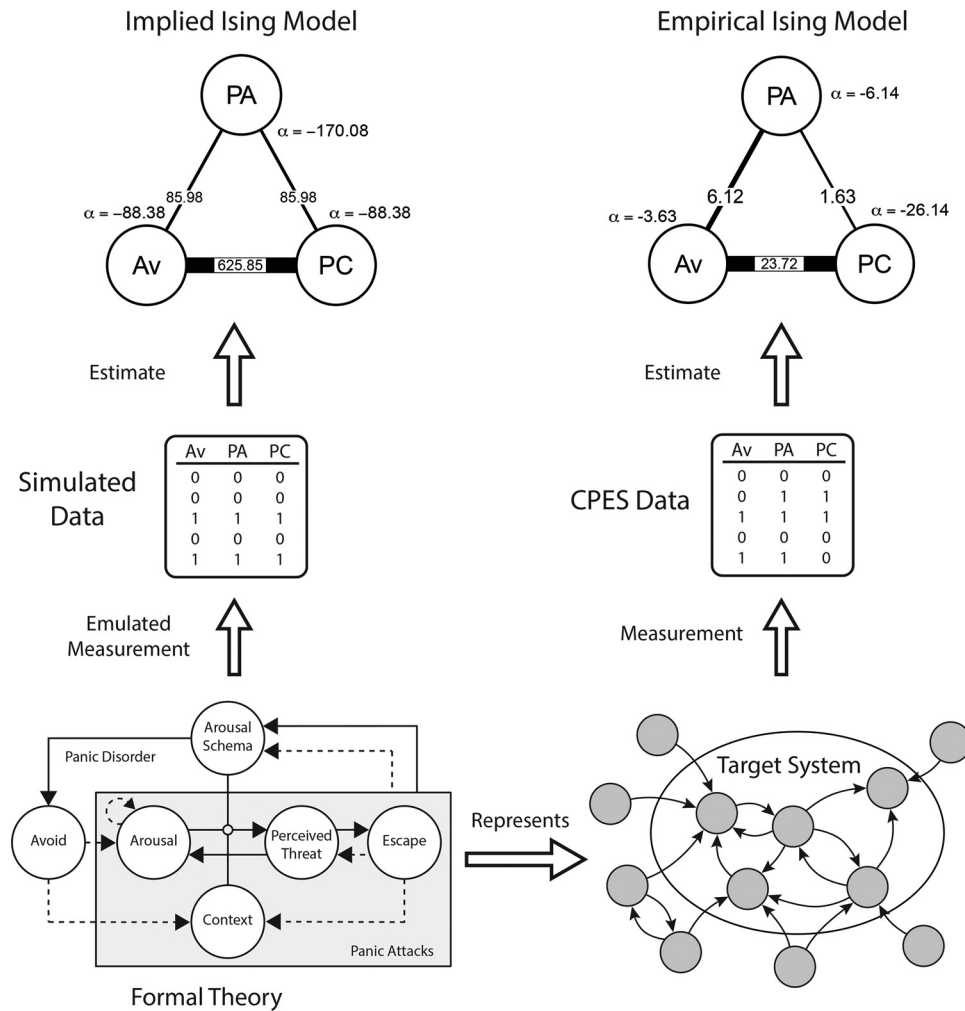 Implied Ising Model
PA
α = −170.08
85.98
85.98
α = −88.38
α = −88.38
Av
625.85
PC
Estimate
Simulated
Data
Av PA PC
0 0 0
0 0 0
1 1 1
0 0 0
1 1 1
Emulated
Measurement
Arousal
Schema
Panic Disorder
Avoid
Arousal
Perceived
Threat
Escape
Context
Panic Attacks
Formal Theory
Represents
Empirical Ising Model
PA
α = -6.14
6.12
1.63
α = -3.63
α = -26.14
Av
23.72
PC
Estimate
CPES Data
Av PA PC
0 0 0
0 1 1
1 1 1
0 0 0
1 1 0
Measurement
Target System